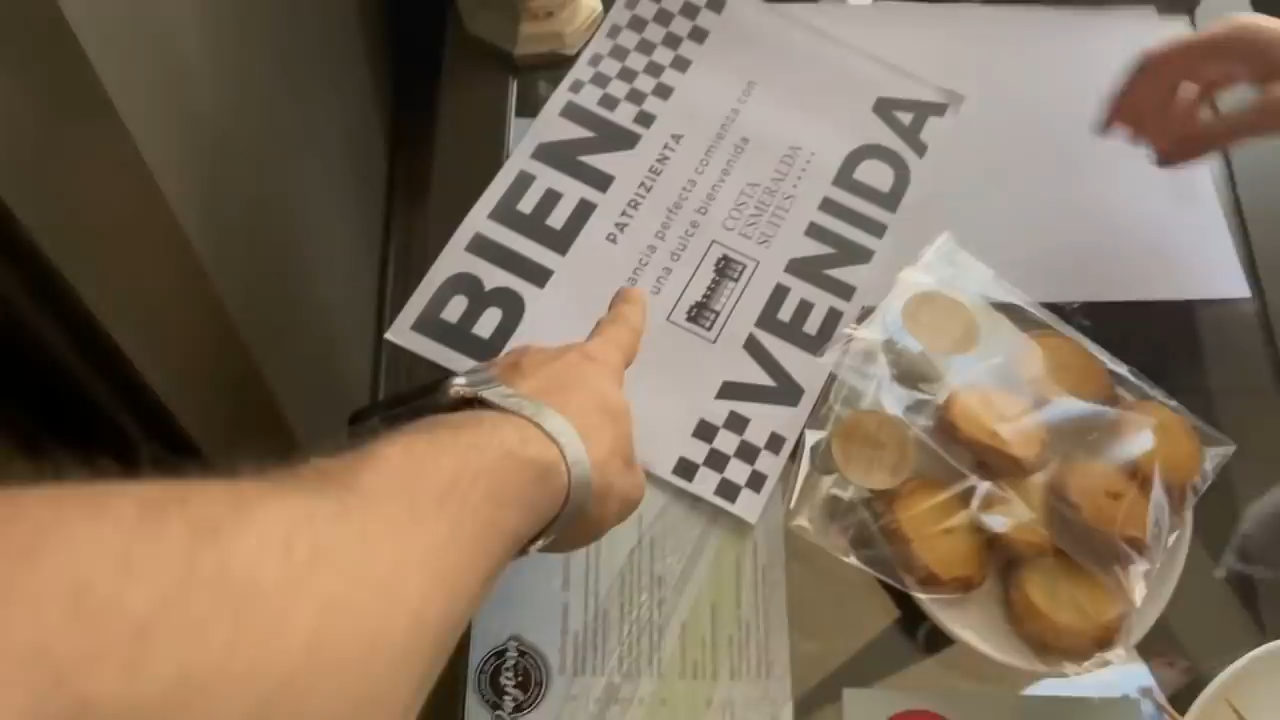 BIEN
PATRIZIENTA
ancia perfecta comienza con
una dulce bienvenida
COSTA
ESMERALDA
SUITES
VENIDA